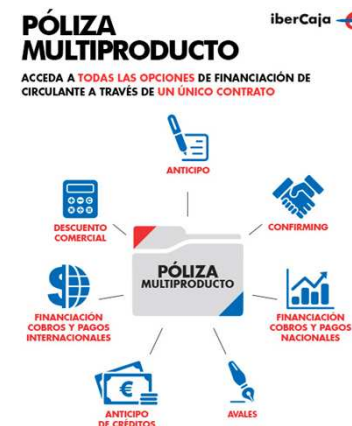 PÓLIZA
MULTIPRODUCTO
iberCaja
ACCEDA A TODAS LAS OPCIONES DE FINANCIACIÓN DE
CIRCULANTE A TRAVÉS DE UN ÚNICO CONTRATO
ANTICIPO
DESCUENTO
COMERCIAL
CONFIRMING
PÓLIZA
MULTIPRODUCTO
FINANCIACIÓN
COBROS Y PAGOS
INTERNACIONALES
FINANCIACIÓN
COBROS Y PAGOS
NACIONALES
ANTICIPO
DE CRÉDITOS
AVALES